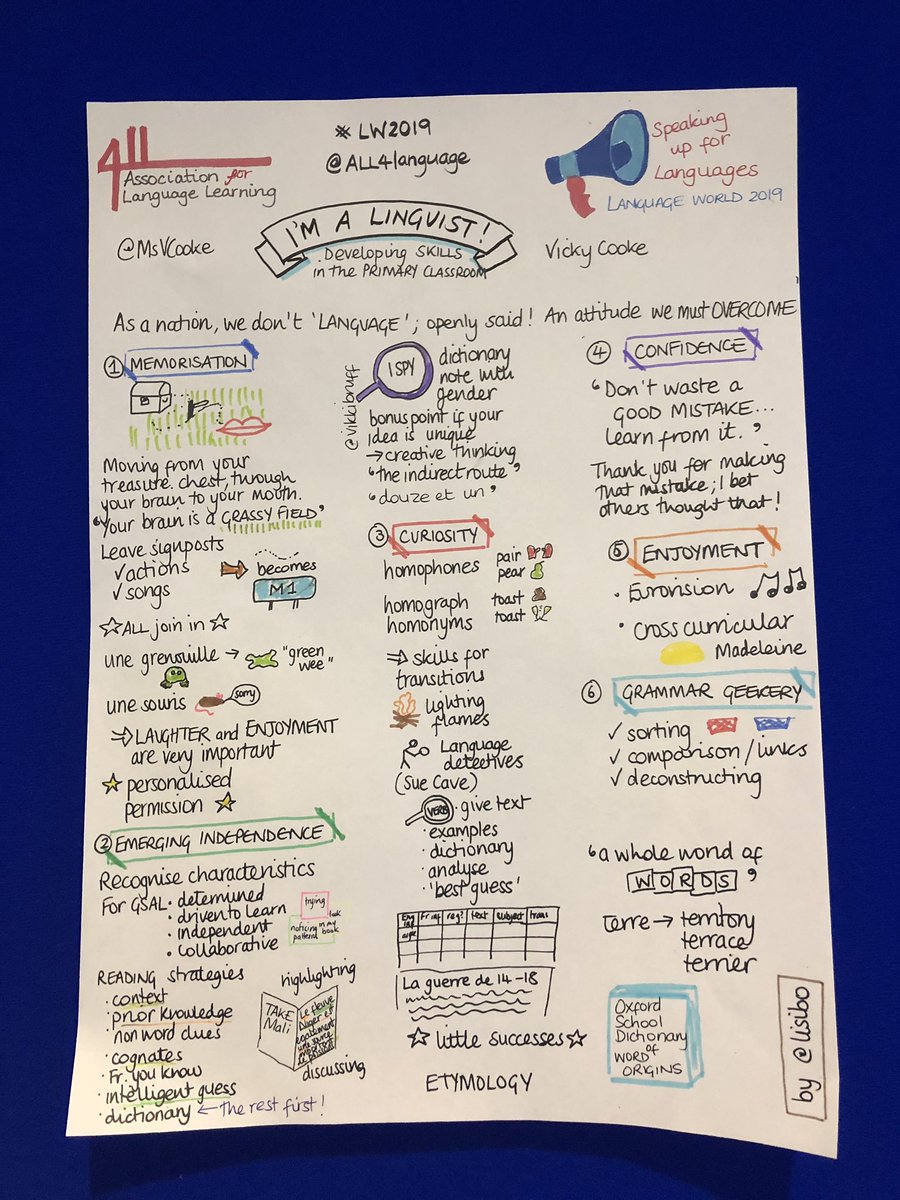 # LW2019
@ALL4language
all
Association for
Language Learning
Speaking
up for
Languages
LANGUAGE WORLD 2019
@MsVCooke
I'M A LINGUIST!
Developing SKILLS
in the PRIMARY CLASSROOM
Vicky Cooke
As a nation, we don't 'LANGUAGE'; openly said! An attitude we must OVERCOME
① MEMORISATION
Moving from your
treasure chest, through
your brain to your mouth.
"Your brain is a GRASSY FIELD"
Leave signposts
✓actions
✓songs
becomes
M1
☆ALL join in☆
une grenouille → "green
wee"
une souris
sorry
⇒ LAUGHTER and ENJOYMENT
are very important
☆ personalised
permission ☆
② EMERGING INDEPENDENCE
Recognise characteristics
For GSAL · determined
· driven to learn
· independent
· collaborative
trying
noticing
pattern
in my
book
READING strategies
· context
· prior knowledge
· non word clues
· cognates
· Fr. you know
· intelligent guess
· dictionary ← The rest first!
highlighting
TAKE
Mali
Le fleuve
Niger est
également
une source
discussing
@vikkibruff
I SPY
dictionary
note with
gender
bonus point if your
idea is unique
→ creative thinking
"the indirect route"
"douze et un"
③ CURIOSITY
homophones
pair
pear
homograph
homonyms
toast
toast
⇒ skills for
transitions
lighting
flames
Language
detectives
(Sue Cave)
VERB
· give text
· examples
· dictionary
· analyse
· 'best guess'
Eng
inf
Fr inf
reg?
text
subject
trans
La guerre de 14-18
☆ little successes ☆
ETYMOLOGY
④ CONFIDENCE
"Don't waste a
GOOD MISTAKE...
learn from it."
Thank you for making
that mistake; I bet
others thought that!
⑤ ENJOYMENT
· Eurovision
· cross curricular
Madeleine
⑥ GRAMMAR GEEKERY
✓ sorting
✓ comparison / links
✓ deconstructing
"a whole world of
WORDS"
terre → territory
terrace
terrier
Oxford
School
Dictionary
of
WORD
ORIGINS
by @lisibo